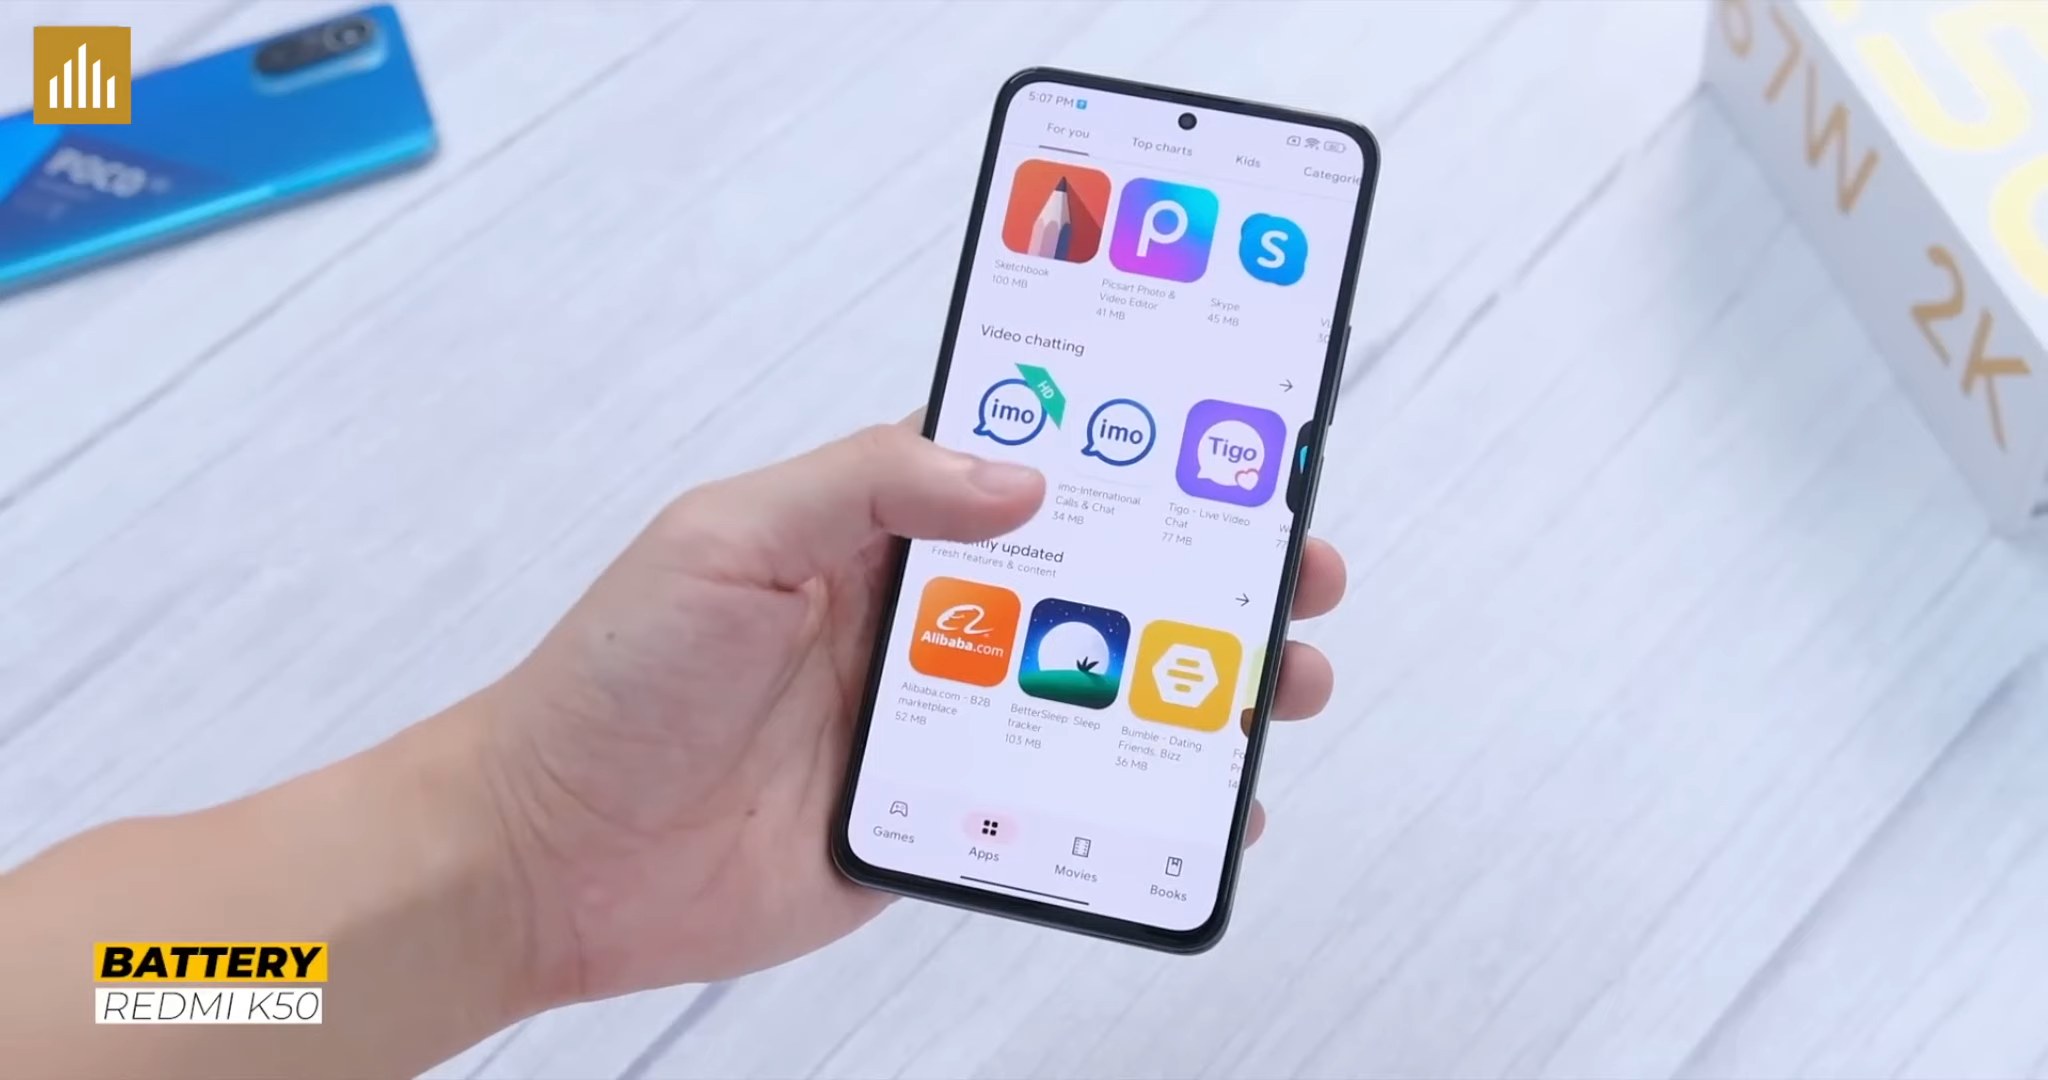 POCO
67W 2K
5:07 PM
For you
Top charts
Kids
Categorie
Sketchbook
100 MB
Picsart Photo &
Video Editor
41 MB
S
Skype
45 MB
Video chatting
imo
HD
imo
imo-International
Calls & Chat
34 MB
Tigo
Tigo - Live Video
Chat
77 MB
ntly updated
Fresh features & content
Alibaba.com
Alibaba.com - B2B
marketplace
52 MB
BetterSleep: Sleep
tracker
103 MB
Bumble - Dating,
Friends, Bizz
36 MB
Games
Apps
Movies
Books
BATTERY
REDMI K50